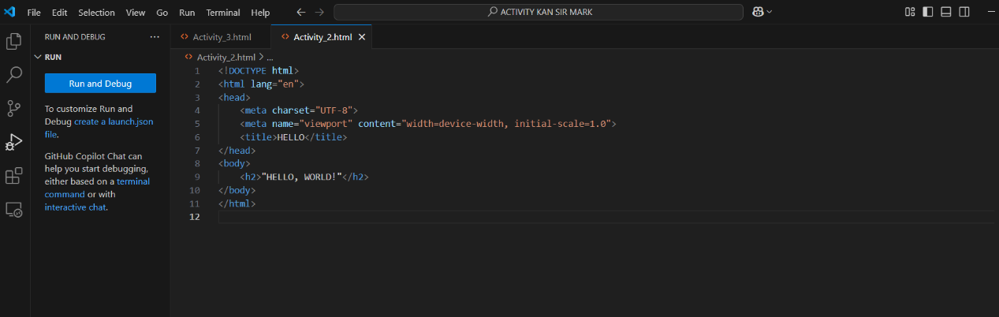 File Edit Selection View Go Run Terminal Help
ACTIVITY KAN SIR MARK
RUN AND DEBUG
RUN
Run and Debug
To customize Run and
Debug create a launch.json
file.
GitHub Copilot Chat can
help you start debugging,
either based on a terminal
command or with
interactive chat.
Activity_3.html
Activity_2.html
Activity_2.html > ...
1 <!DOCTYPE html>
2 <html lang="en">
3 <head>
4 <meta charset="UTF-8">
5 <meta name="viewport" content="width=device-width, initial-scale=1.0">
6 <title>HELLO</title>
7 </head>
8 <body>
9 <h2>"HELLO, WORLD!"</h2>
10 </body>
11 </html>
12